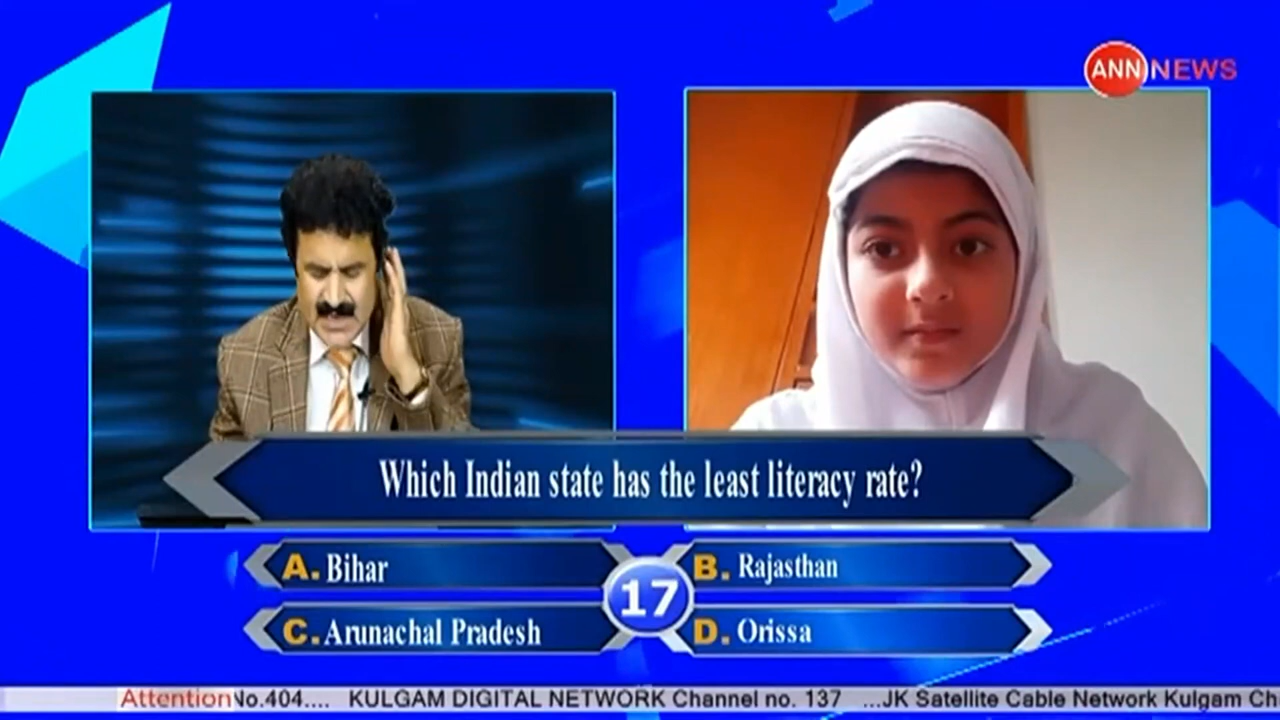 ANN NEWS
Which Indian state has the least literacy rate?
A. Bihar
B. Rajasthan
17
C. Arunachal Pradesh
D. Orissa
Attention No.404.... KULGAM DIGITAL NETWORK Channel no. 137 ...JK Satellite Cable Network Kulgam Ch